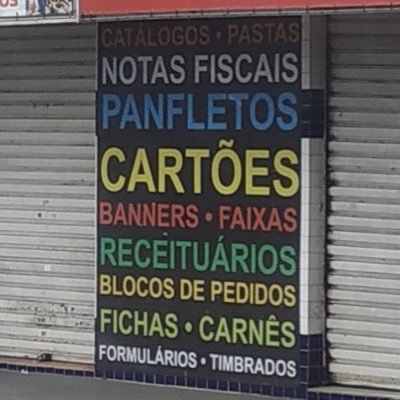 CATÁLOGOS • PASTAS
NOTAS FISCAIS
PANFLETOS
CARTÕES
BANNERS • FAIXAS
RECEITUÁRIOS
BLOCOS DE PEDIDOS
FICHAS • CARNÊS
FORMULÁRIOS • TIMBRADOS